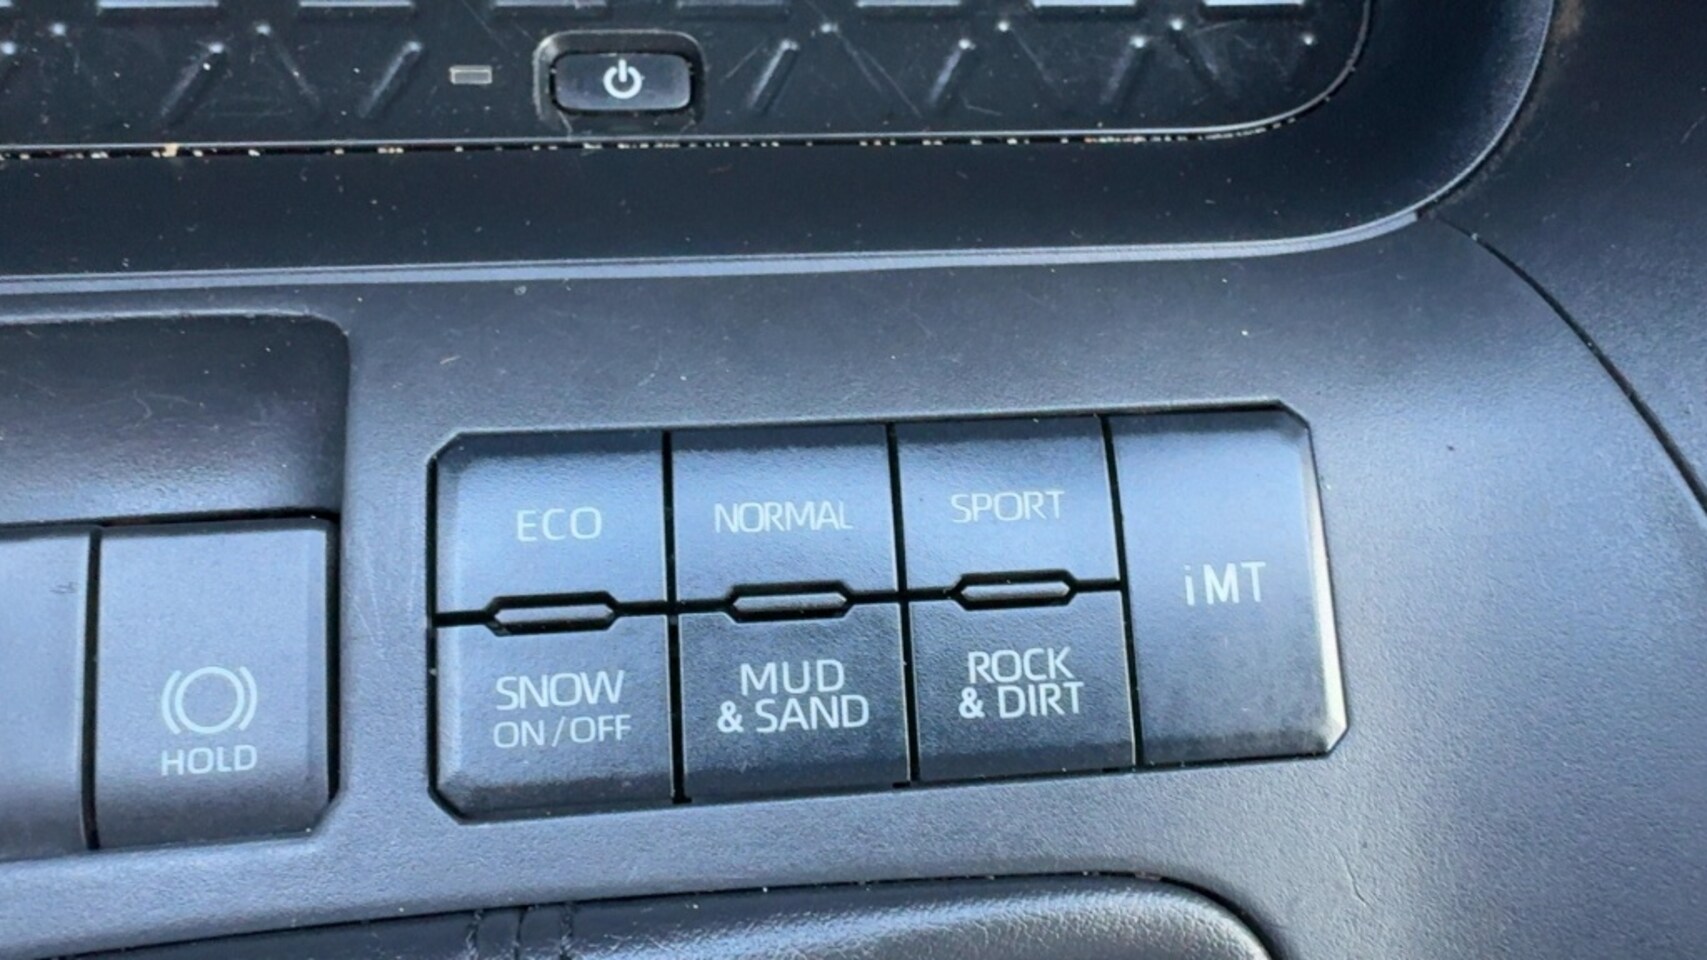 ECO
NORMAL
SPORT
iMT
SNOW
ON/OFF
MUD
& SAND
ROCK
& DIRT
HOLD